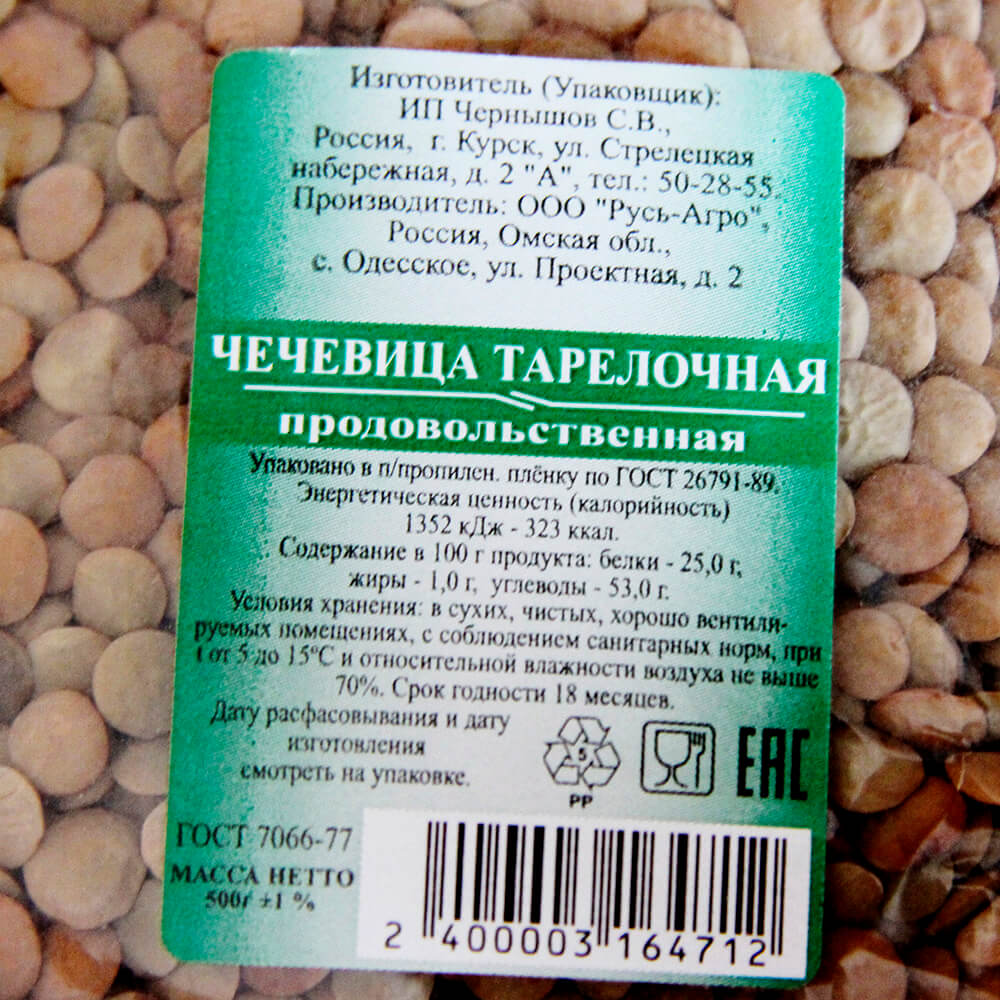 Изготовитель (Упаковщик):
ИП Чернышов С.В.,
Россия, г. Курск, ул. Стрелецкая
набережная, д. 2 "А", тел.: 50-28-55.
Производитель: ООО "Русь-Агро",
Россия, Омская обл.,
с. Одесское, ул. Проектная, д. 2
ЧЕЧЕВИЦА ТАРЕЛОЧНАЯ
продовольственная
Упаковано в п/пропилен. плёнку по ГОСТ 26791-89.
Энергетическая ценность (калорийность)
1352 кДж - 323 ккал.
Содержание в 100 г продукта: белки - 25,0 г,
жиры - 1,0 г, углеводы - 53,0 г.
Условия хранения: в сухих, чистых, хорошо вентили-
руемых помещениях, с соблюдением санитарных норм, при
t от 5 до 15°С и относительной влажности воздуха не выше
70%. Срок годности 18 месяцев.
Дату расфасовывания и дату
изготовления
смотреть на упаковке.
5
PP
EAC
ГОСТ 7066-77
МАССА НЕТТО
500г ±1 %
2 400003 164712